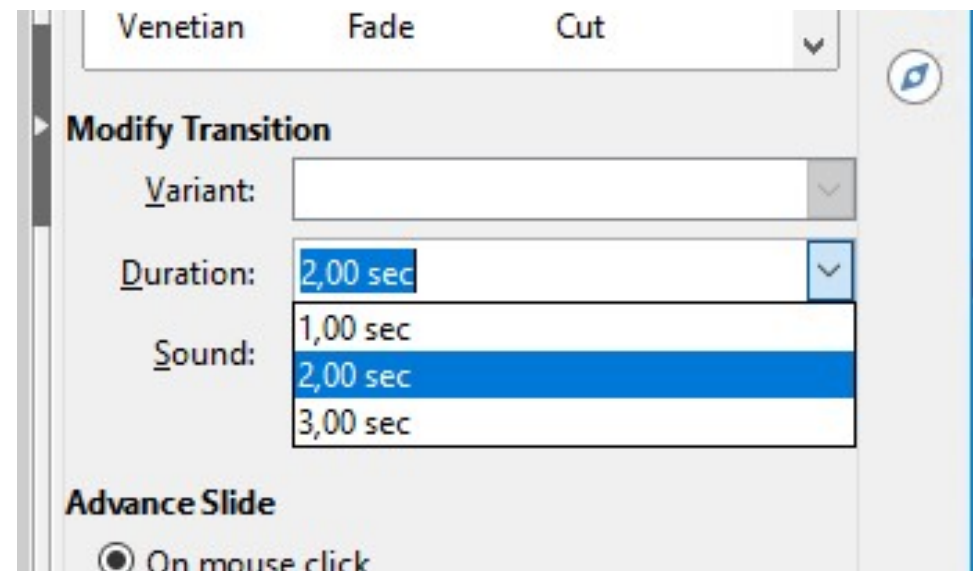 Venetian Fade Cut
Modify Transition
Variant:
Duration: 2,00 sec
1,00 sec
Sound:
2,00 sec
3,00 sec
Advance Slide
On mouse click